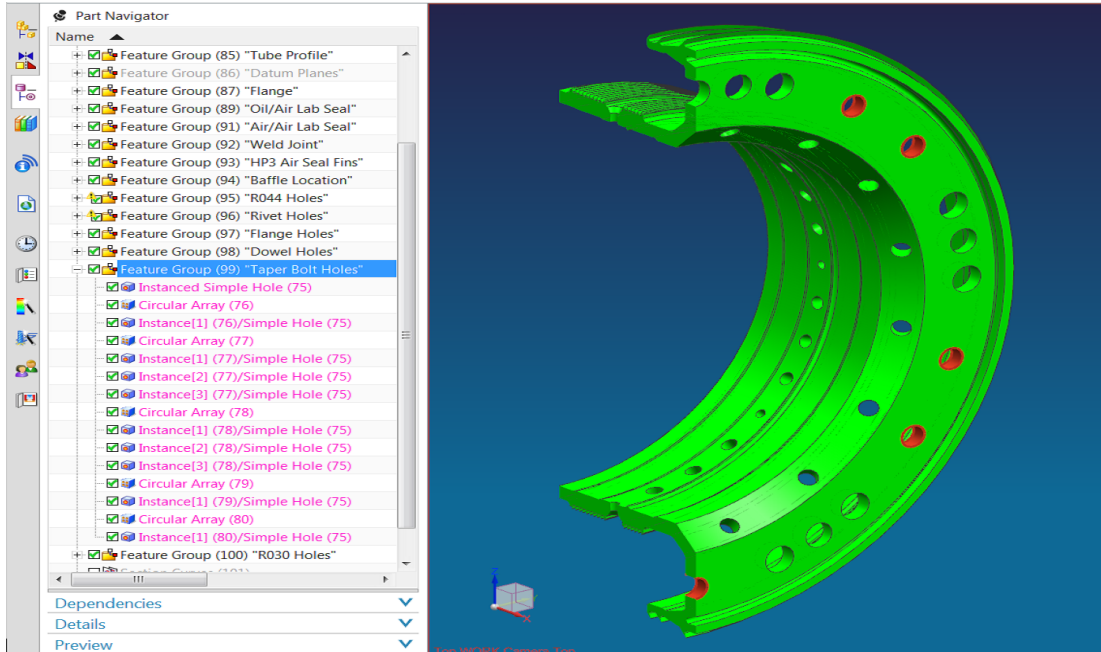 Part Navigator
Name
Feature Group (85) "Tube Profile"
Feature Group (86) "Datum Planes"
Feature Group (87) "Flange"
Feature Group (89) "Oil/Air Lab Seal"
Feature Group (91) "Air/Air Lab Seal"
Feature Group (92) "Weld Joint"
Feature Group (93) "HP3 Air Seal Fins"
Feature Group (94) "Baffle Location"
Feature Group (95) "R044 Holes"
Feature Group (96) "Rivet Holes"
Feature Group (97) "Flange Holes"
Feature Group (98) "Dowel Holes"
Feature Group (99) "Taper Bolt Holes"
Instanced Simple Hole (75)
Circular Array (76)
Instance[1] (76)/Simple Hole (75)
Circular Array (77)
Instance[1] (77)/Simple Hole (75)
Instance[2] (77)/Simple Hole (75)
Instance[3] (77)/Simple Hole (75)
Circular Array (78)
Instance[1] (78)/Simple Hole (75)
Instance[2] (78)/Simple Hole (75)
Instance[3] (78)/Simple Hole (75)
Circular Array (79)
Instance[1] (79)/Simple Hole (75)
Circular Array (80)
Instance[1] (80)/Simple Hole (75)
Feature Group (100) "R030 Holes"
Section Curves (101)
Dependencies
Details
Preview
Z
X
Top WORK Camera Top